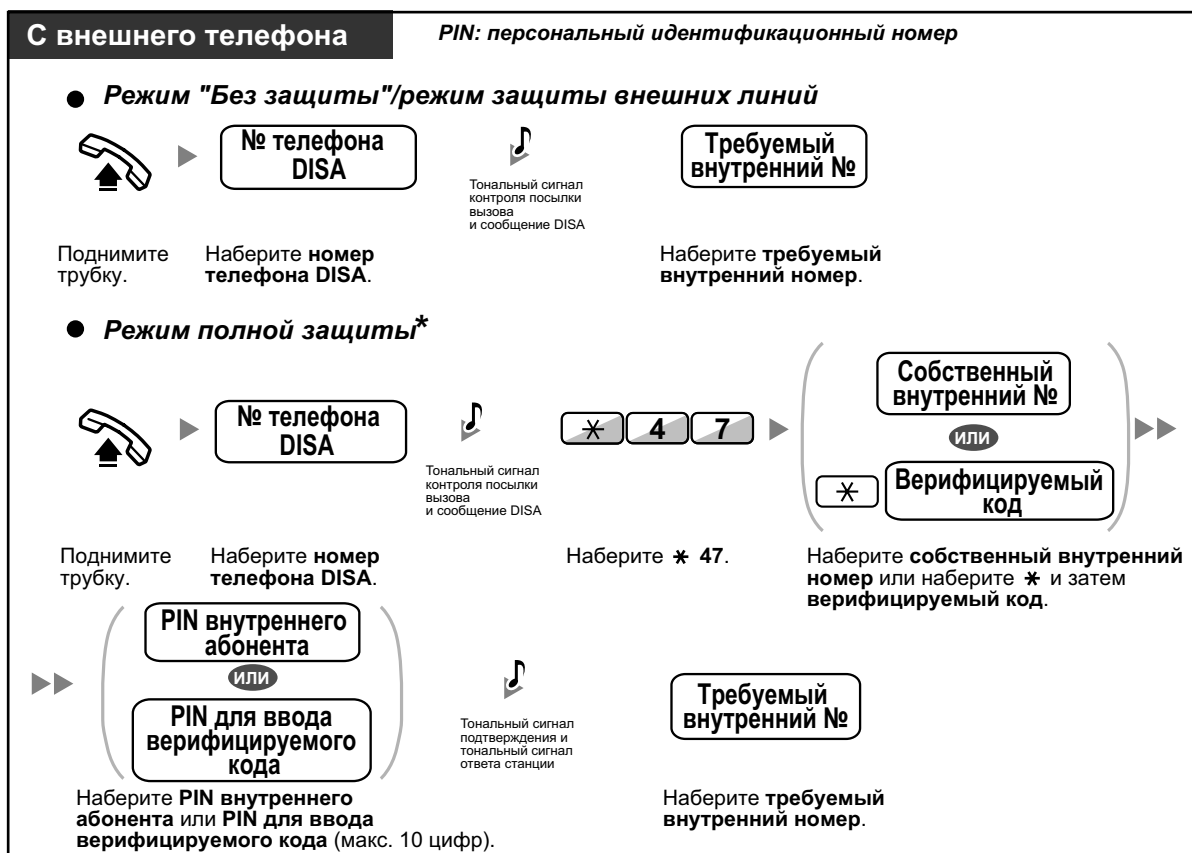 С внешнего телефона
PIN: персональный идентификационный номер
● Режим "Без защиты"/режим защиты внешних линий
№ телефона
DISA
Тональный сигнал
контроля посылки
вызова
и сообщение DISA
Требуемый
внутренний №
Поднимите
трубку.
Наберите номер
телефона DISA.
Наберите требуемый
внутренний номер.
● Режим полной защиты*
№ телефона
DISA
Тональный сигнал
контроля посылки
вызова
и сообщение DISA
* 4 7
Собственный
внутренний №
или
* Верифицируемый
код
Поднимите
трубку.
Наберите номер
телефона DISA.
Наберите * 47.
Наберите собственный внутренний
номер или наберите * и затем
верифицируемый код.
PIN внутреннего
абонента
или
PIN для ввода
верифицируемого
кода
Тональный сигнал
подтверждения и
тональный сигнал
ответа станции
Требуемый
внутренний №
Наберите PIN внутреннего
абонента или PIN для ввода
верифицируемого кода (макс. 10 цифр).
Наберите требуемый
внутренний номер.